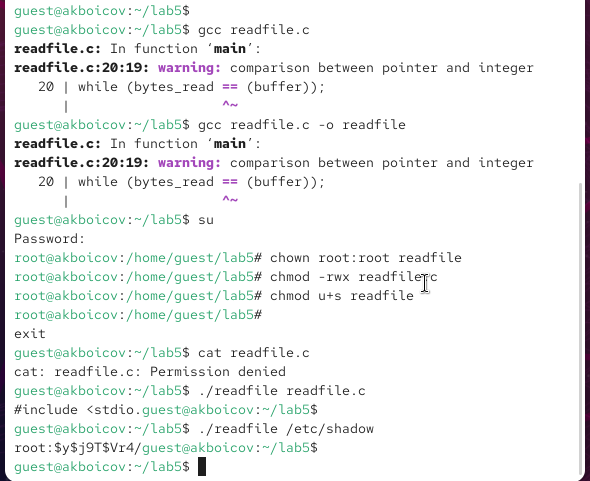 guest@akboicov:~/lab5$
guest@akboicov:~/lab5$ gcc readfile.c
readfile.c: In function ‘main’:
readfile.c:20:19: warning: comparison between pointer and integer
   20 | while (bytes_read == (buffer));
      |                   ^~
guest@akboicov:~/lab5$ gcc readfile.c -o readfile
readfile.c: In function ‘main’:
readfile.c:20:19: warning: comparison between pointer and integer
   20 | while (bytes_read == (buffer));
      |                   ^~
guest@akboicov:~/lab5$ su
Password:
root@akboicov:/home/guest/lab5# chown root:root readfile
root@akboicov:/home/guest/lab5# chmod -rwx readfile.c
root@akboicov:/home/guest/lab5# chmod u+s readfile
root@akboicov:/home/guest/lab5#
exit
guest@akboicov:~/lab5$ cat readfile.c
cat: readfile.c: Permission denied
guest@akboicov:~/lab5$ ./readfile readfile.c
#include <stdio.guest@akboicov:~/lab5$
guest@akboicov:~/lab5$ ./readfile /etc/shadow
root:$y$j9T$Vr4/guest@akboicov:~/lab5$
guest@akboicov:~/lab5$